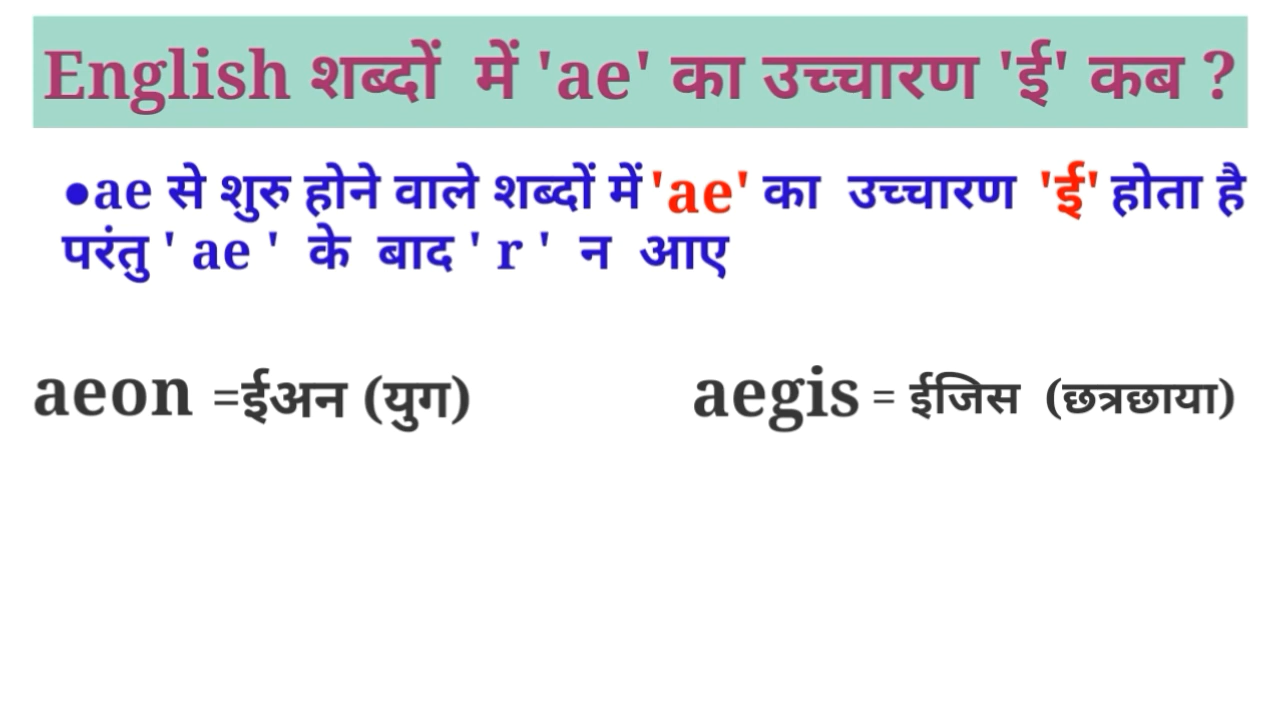 English शब्दों में 'ae' का उच्चारण 'ई' कब ?
●ae से शुरु होने वाले शब्दों में 'ae' का उच्चारण 'ई' होता है
परंतु ' ae ' के बाद ' r ' न आए
aeon =ईअन (युग) aegis = ईजिस (छत्रछाया)